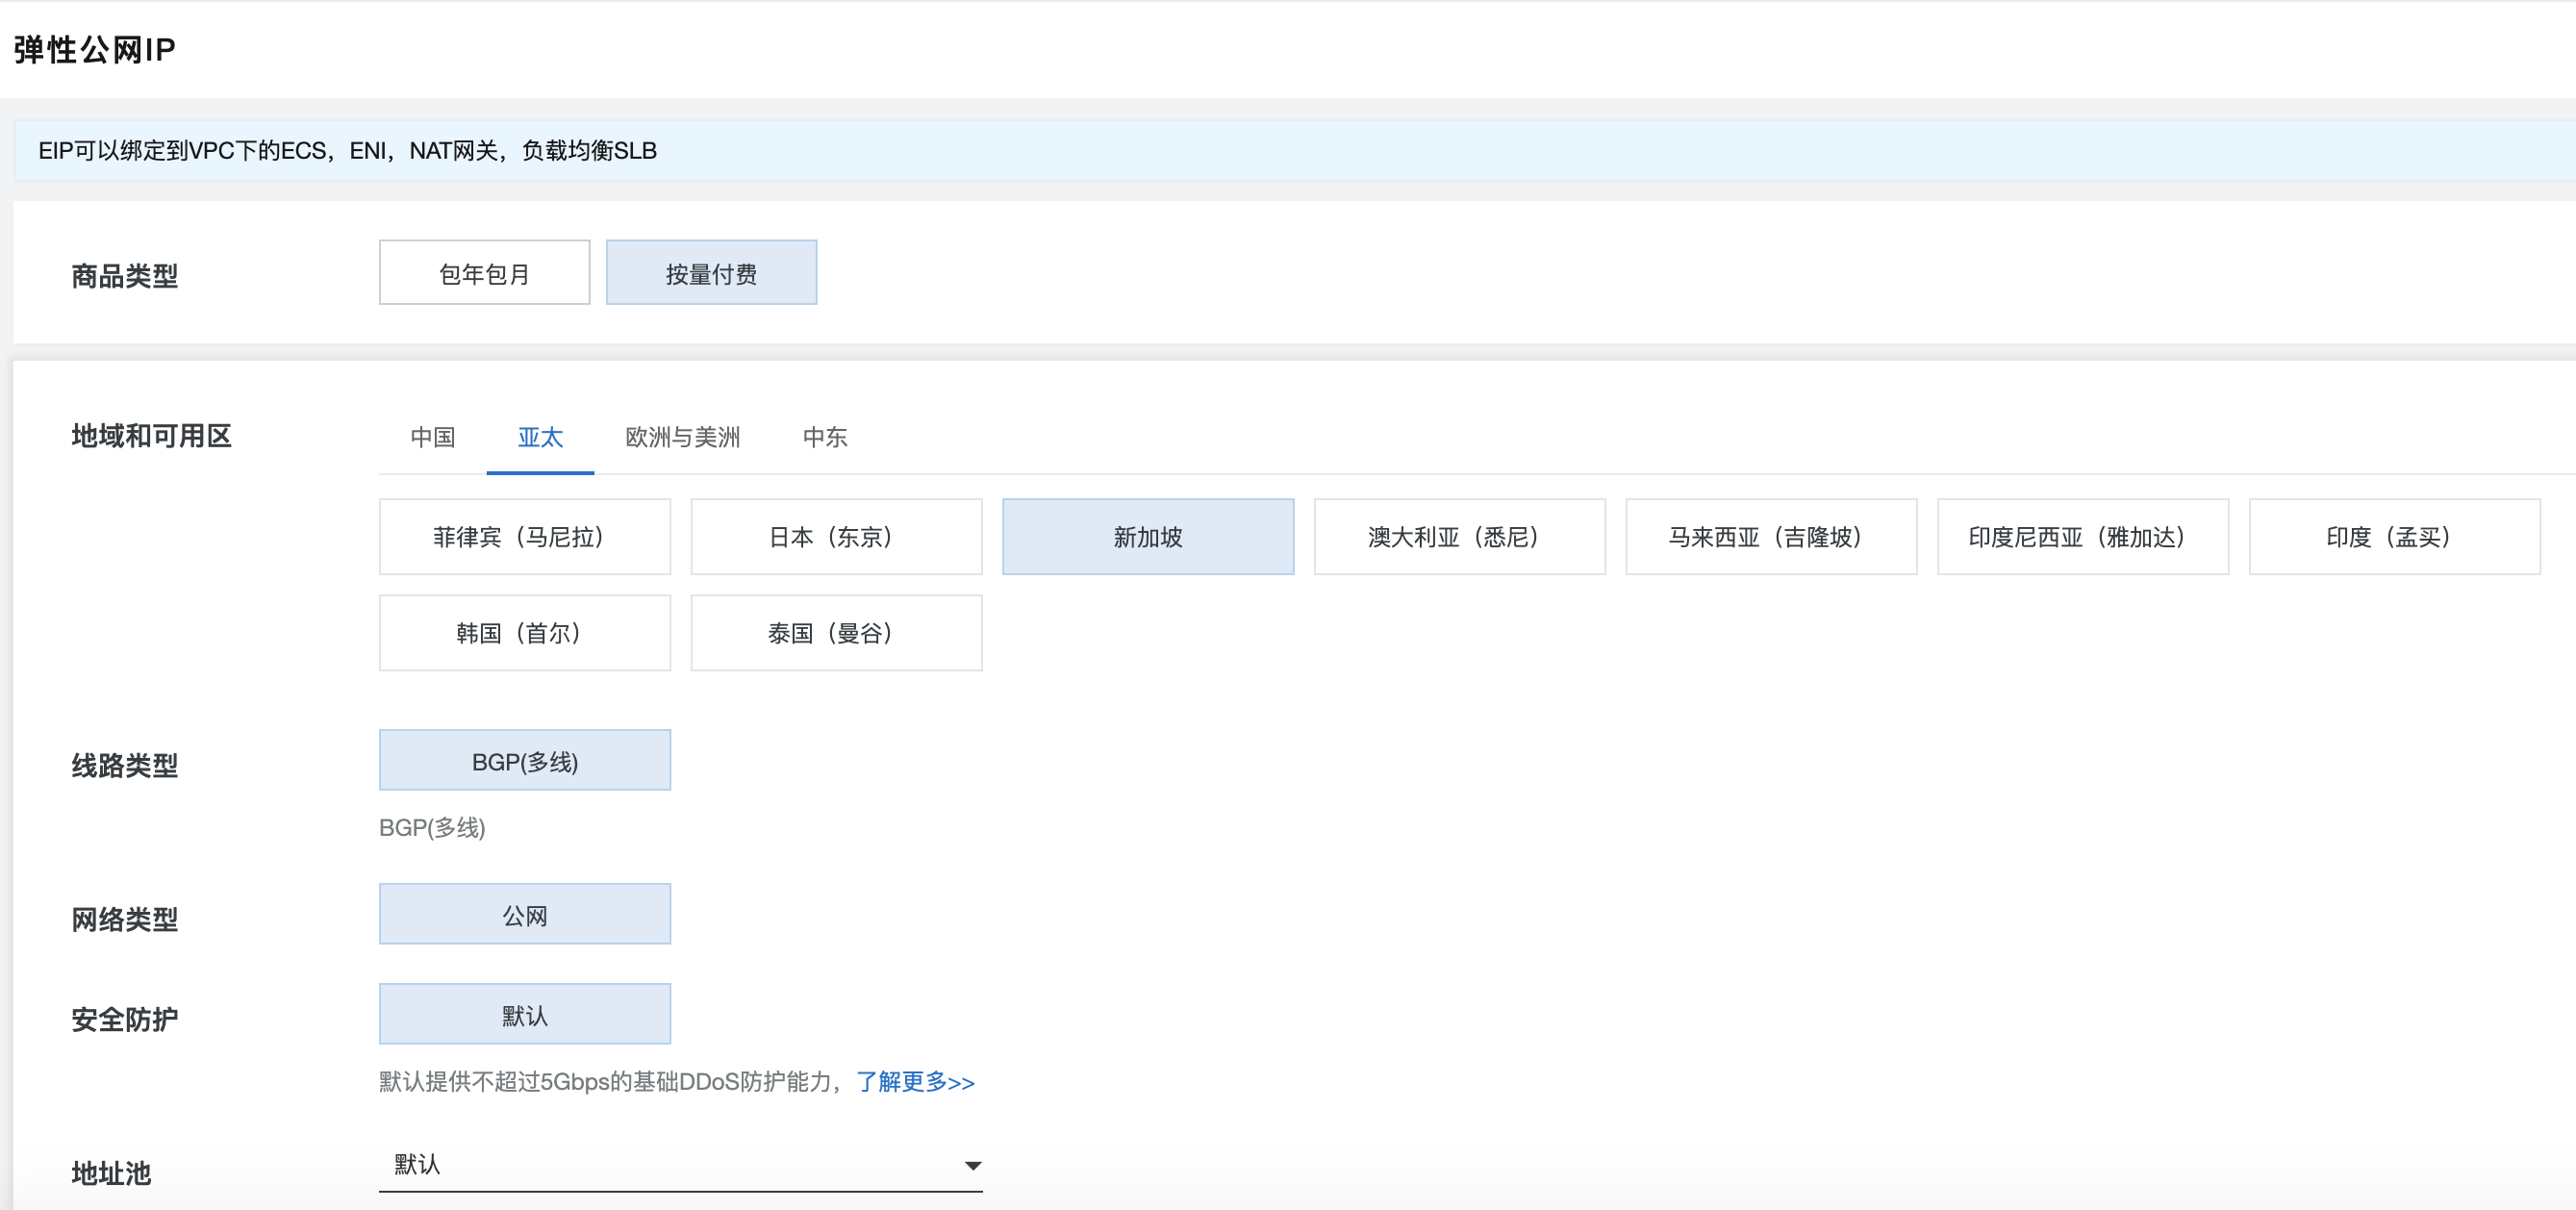 弹性公网IP
EIP可以绑定到VPC下的ECS，ENI，NAT网关，负载均衡SLB
商品类型
包年包月 按量付费
地域和可用区
中国 亚太 欧洲与美洲 中东
菲律宾（马尼拉） 日本（东京） 新加坡 澳大利亚（悉尼） 马来西亚（吉隆坡） 印度尼西亚（雅加达） 印度（孟买）
韩国（首尔） 泰国（曼谷）
线路类型
BGP(多线)
BGP(多线)
网络类型
公网
安全防护
默认
默认提供不超过5Gbps的基础DDoS防护能力，了解更多>>
地址池
默认